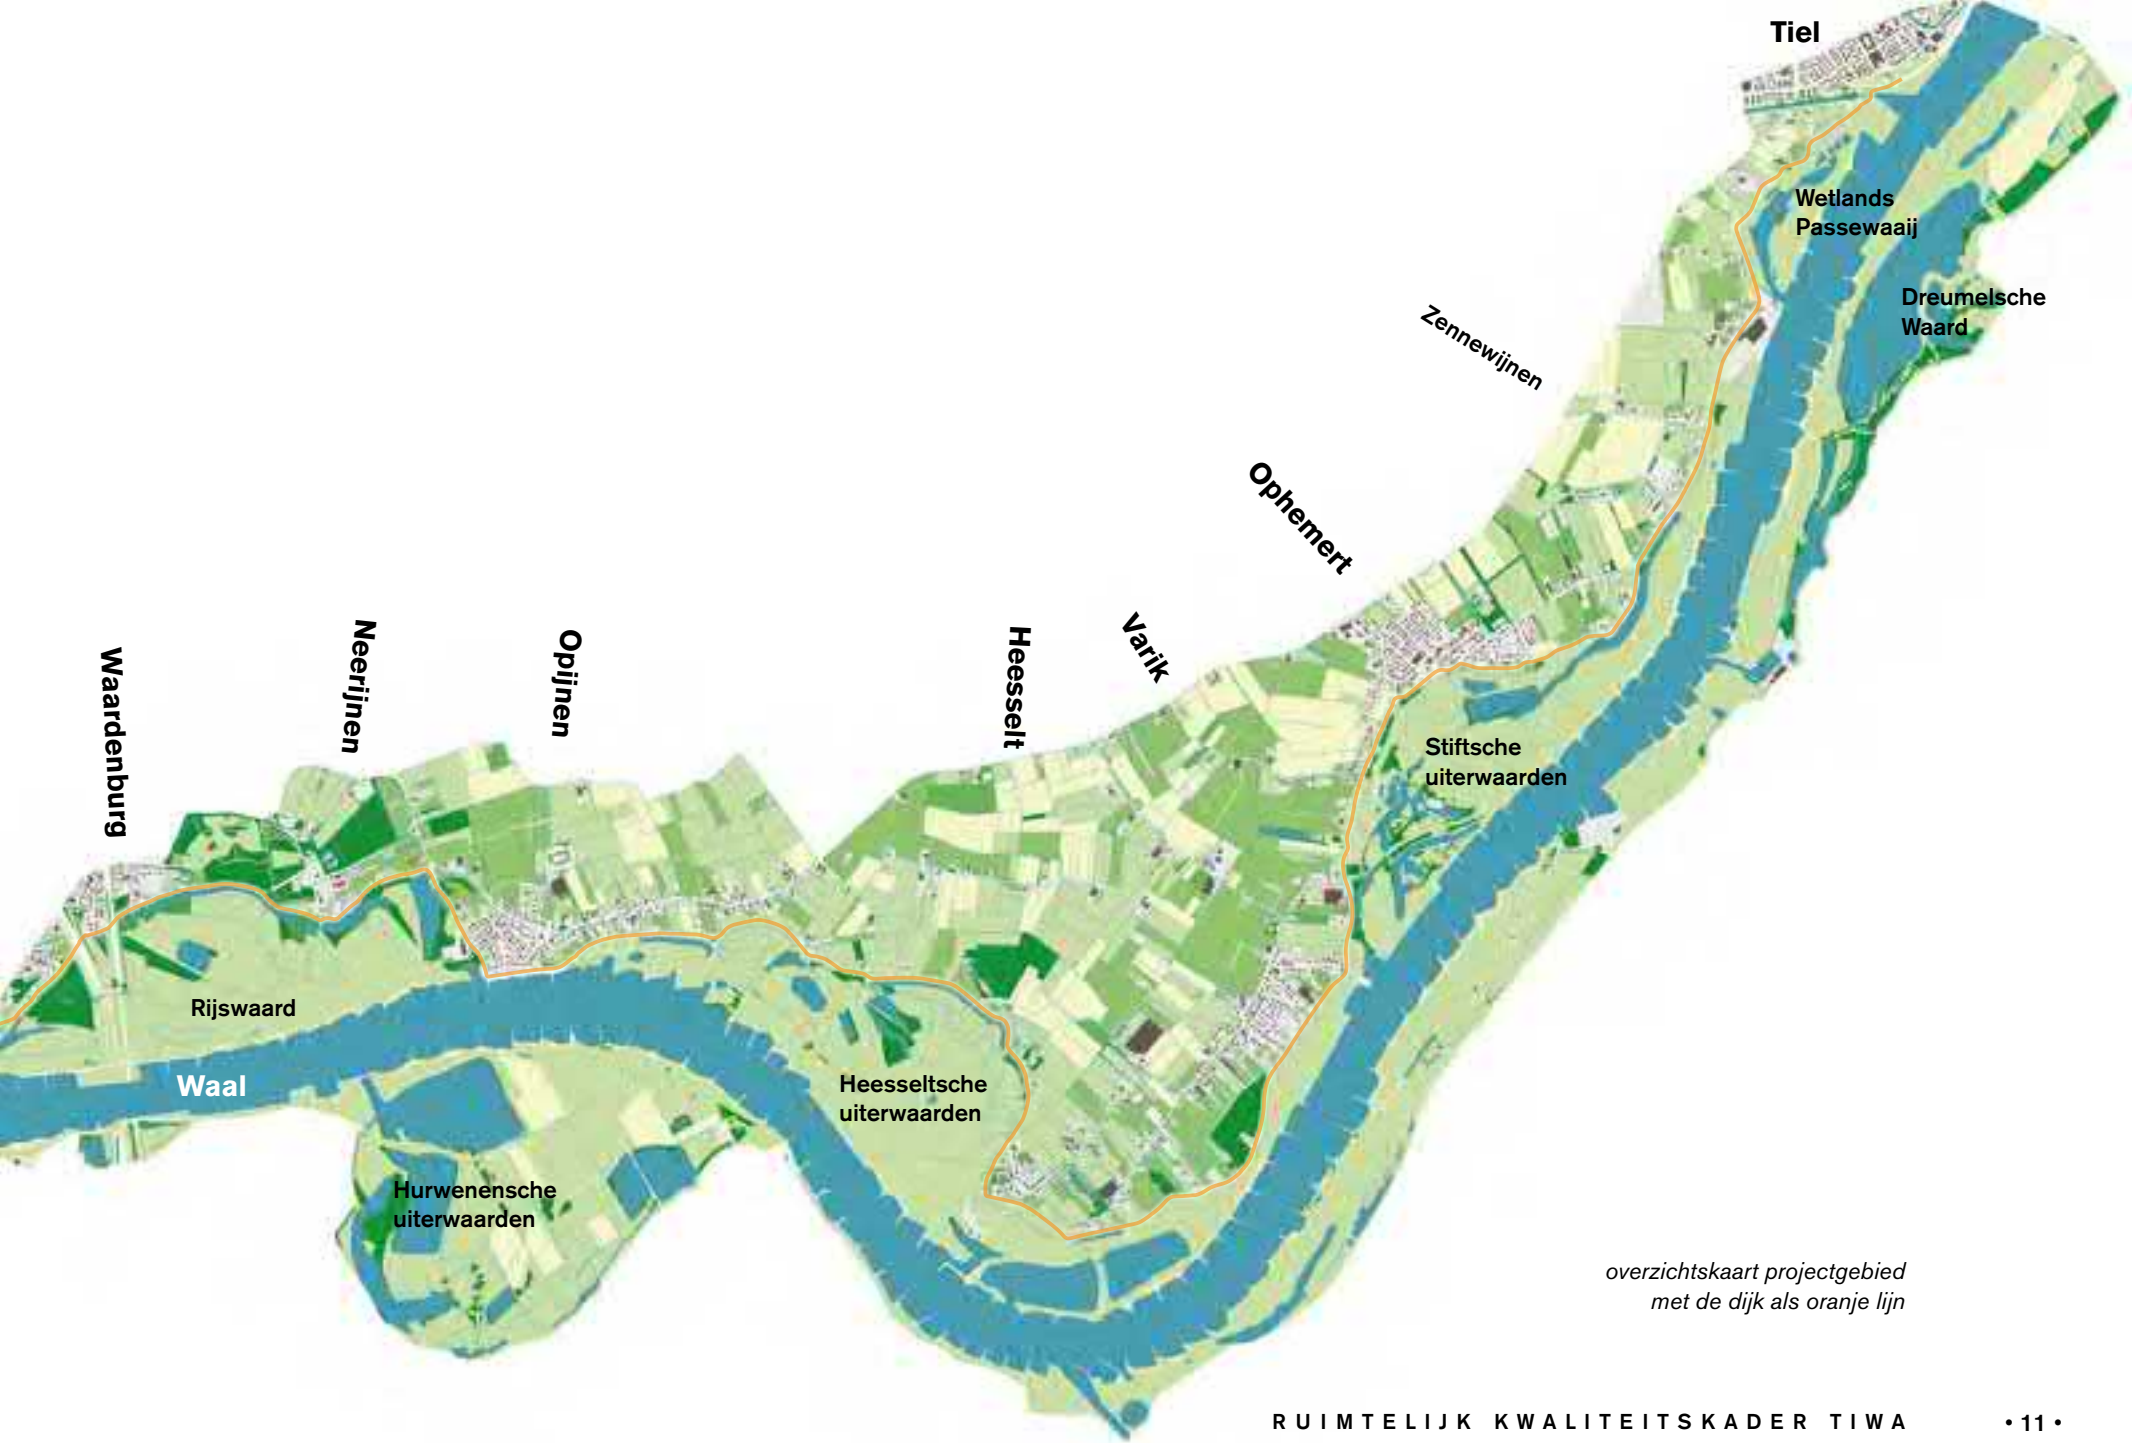 Tiel
Wetlands
Passewaaij
Dreumelsche
Waard
Zennewijnen
Ophemert
Varik
Heesselt
Opijnen
Neerijnen
Waardenburg
Stiftsche
uiterwaarden
Rijswaard
Waal
Heesseltsche
uiterwaarden
Hurwenensche
uiterwaarden
overzichtskaart projectgebied
met de dijk als oranje lijn
RUIMTELIJK KWALITEITSKADER TIWA • 11 •